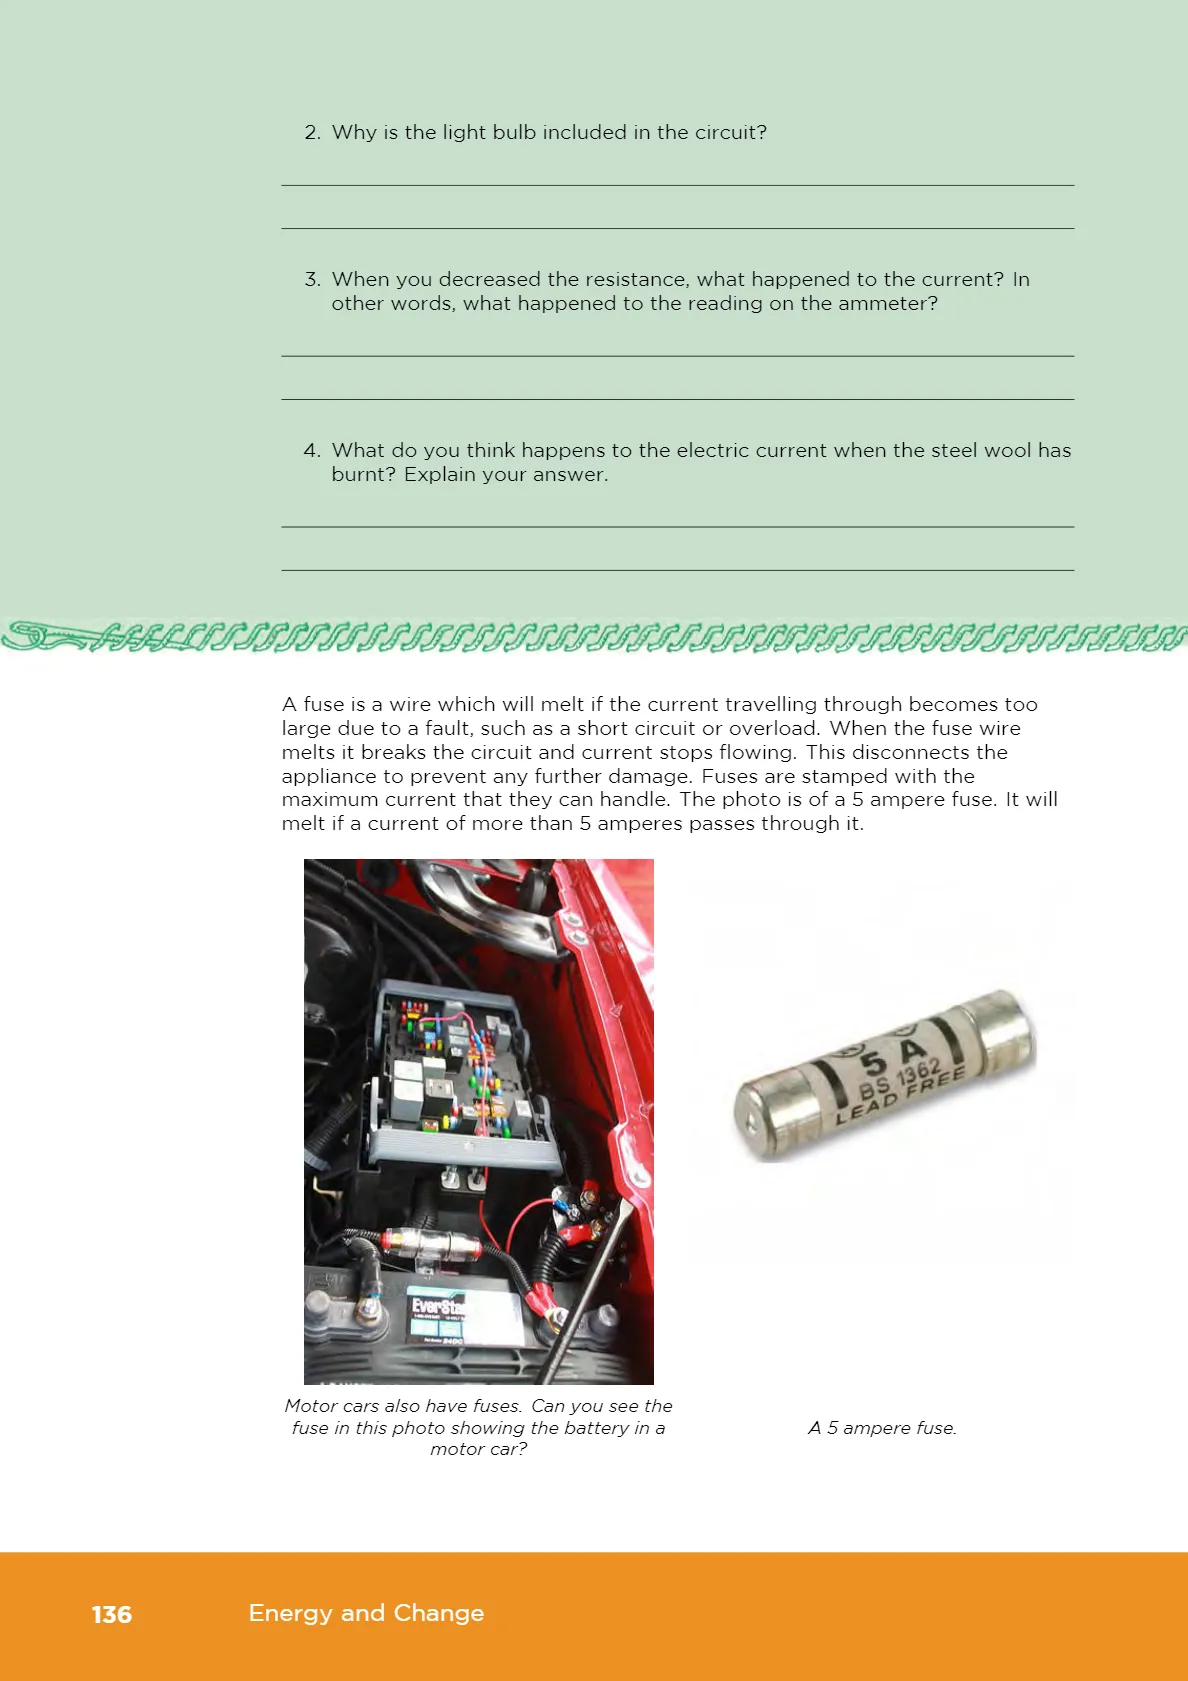 2. Why is the light bulb included in the circuit?
3. When you decreased the resistance, what happened to the current? In
other words, what happened to the reading on the ammeter?
4. What do you think happens to the electric current when the steel wool has
burnt? Explain your answer.
A fuse is a wire which will melt if the current travelling through becomes too
large due to a fault, such as a short circuit or overload. When the fuse wire
melts it breaks the circuit and current stops flowing. This disconnects the
appliance to prevent any further damage. Fuses are stamped with the
maximum current that they can handle. The photo is of a 5 ampere fuse. It will
melt if a current of more than 5 amperes passes through it.
5 A
BS 1362
LEAD FREE
Motor cars also have fuses. Can you see the
fuse in this photo showing the battery in a
motor car?
A 5 ampere fuse.
136 Energy and Change